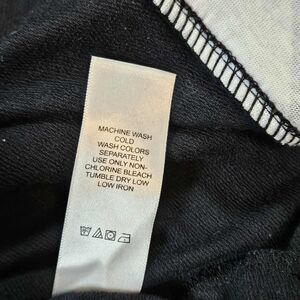 MACHINE WASH
COLD
WASH COLORS
SEPARATELY
USE ONLY NON-
CHLORINE BLEACH
TUMBLE DRY LOW
LOW IRON